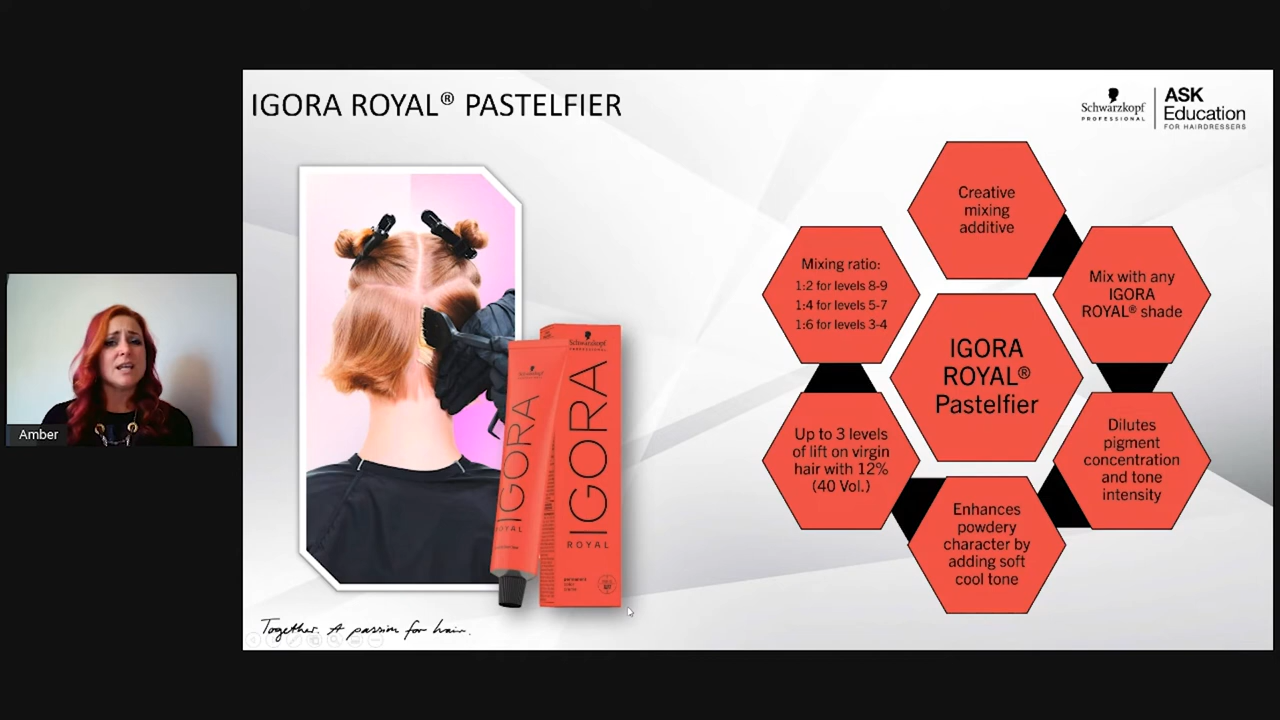 IGORA ROYAL® PASTELFIER
Schwarzkopf
PROFESSIONAL
ASK
Education
FOR HAIRDRESSERS
Creative
mixing
additive
Mixing ratio:
1:2 for levels 8-9
1:4 for levels 5-7
1:6 for levels 3-4
Mix with any
IGORA
ROYAL® shade
IGORA
ROYAL®
Pastelfier
Up to 3 levels
of lift on virgin
hair with 12%
(40 Vol.)
Dilutes
pigment
concentration
and tone
intensity
Enhances
powdery
character by
adding soft
cool tone
Schwarzkopf
PROFESSIONAL
IGORA
ROYAL
IGORA
ROYAL
Amber
Together. A passion for hair.